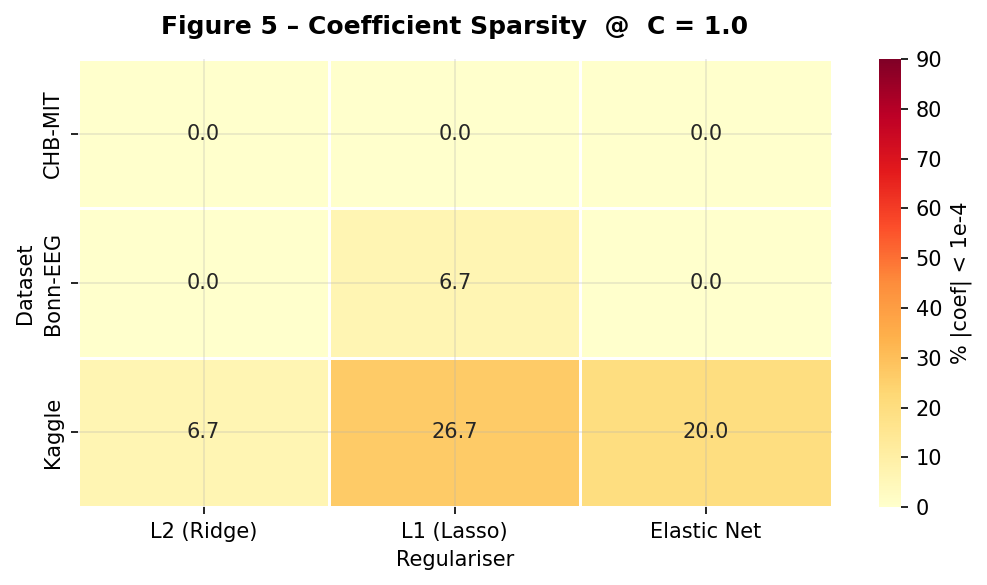 Figure 5 – Coefficient Sparsity @ C = 1.0
Dataset
CHB-MIT
0.0 0.0 0.0
Bonn-EEG
0.0 6.7 0.0
Kaggle
6.7 26.7 20.0
L2 (Ridge) L1 (Lasso) Elastic Net
Regulariser
90
80
70
60
50
40
30
20
10
0
% |coef| < 1e-4